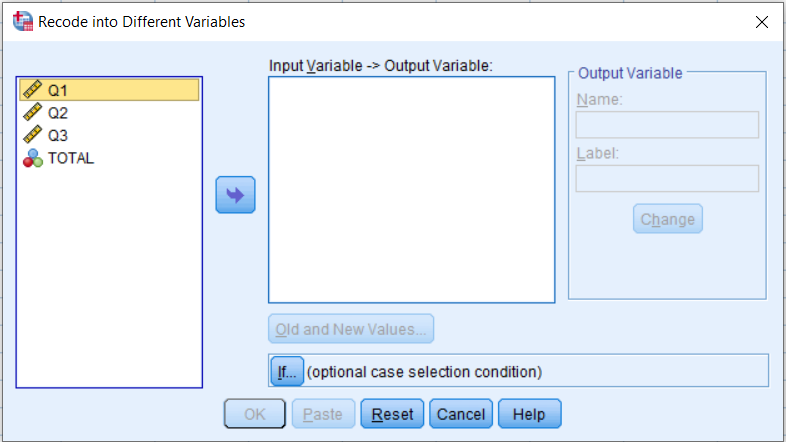 Recode into Different Variables
Q1
Q2
Q3
TOTAL
Input Variable -> Output Variable:
Output Variable
Name:
Label:
Change
Old and New Values...
If... (optional case selection condition)
OK Paste Reset Cancel Help